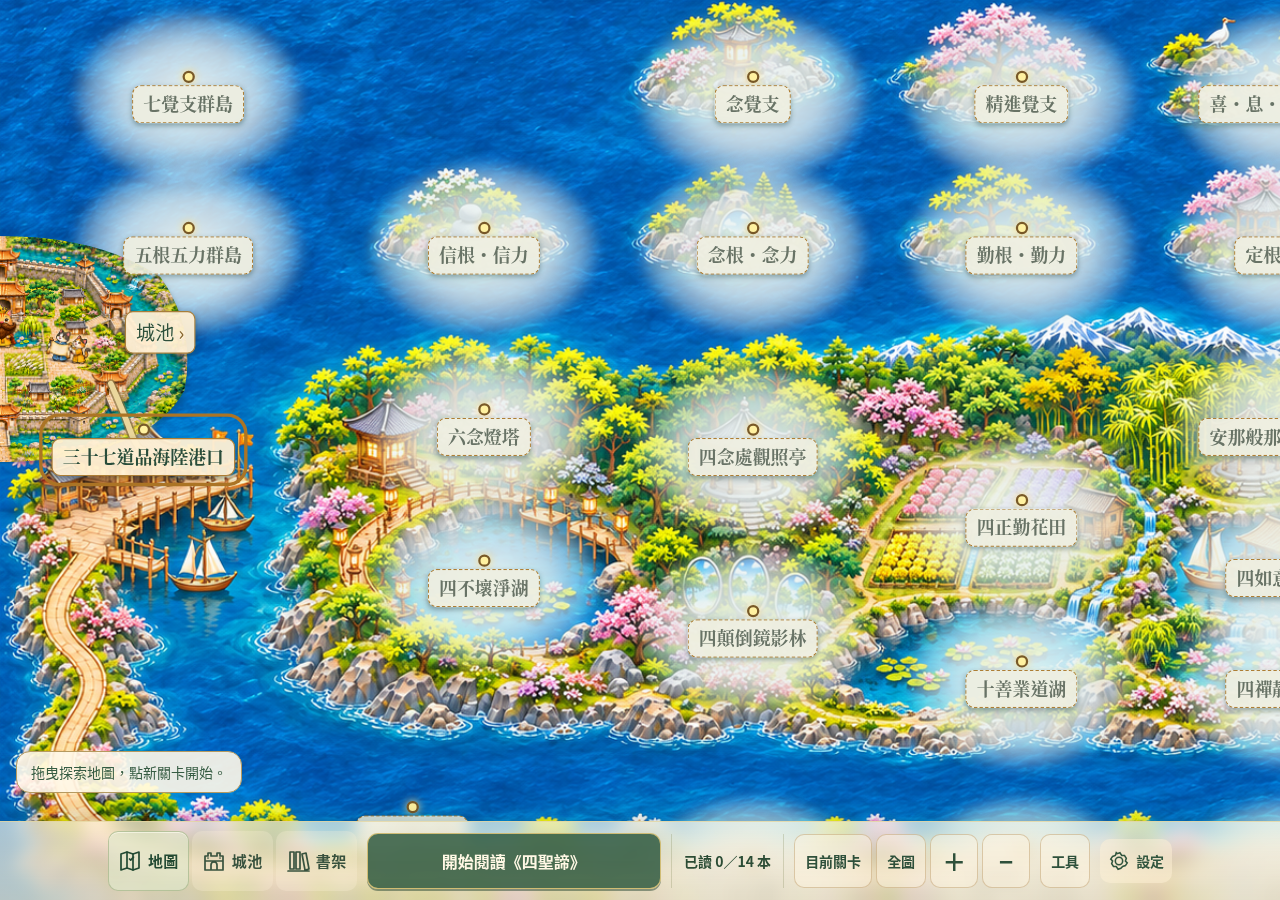 七覺支群島
念覺支
精進覺支
喜・息・
五根五力群島
信根・信力
念根・念力
勤根・勤力
定根
城池 ›
六念燈塔
四念處觀照亭
安那般那
三十七道品海陸港口
四正勤花田
四不壞淨湖
四如意
四顛倒鏡影林
十善業道湖
四禪
拖曳探索地圖，點新關卡開始。
地圖
城池
書架
開始閱讀《四聖諦》
已讀 0／14 本
目前關卡
全圖
＋
－
工具
設定